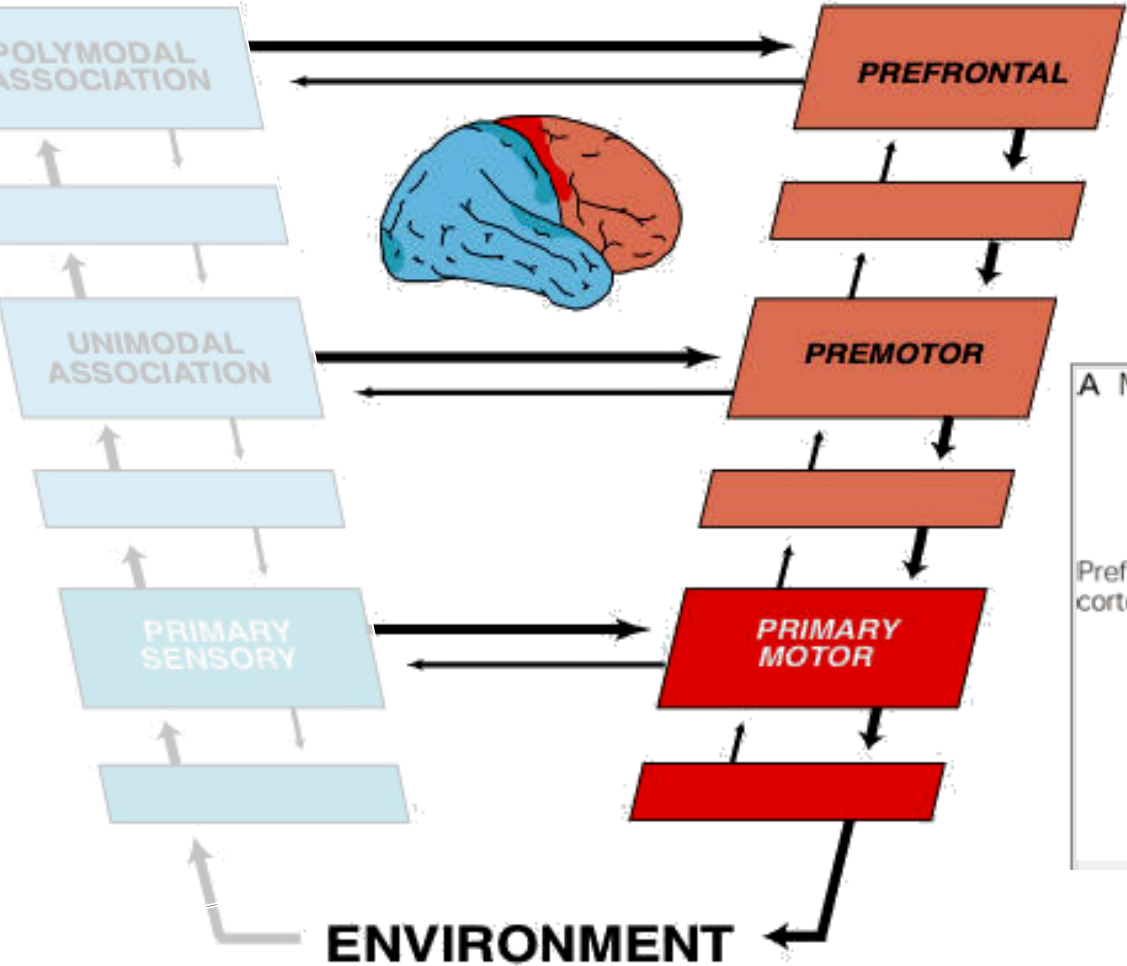 POLYMODAL
ASSOCIATION
PREFRONTAL
UNIMODAL
ASSOCIATION
PREMOTOR
A
PRIMARY
SENSORY
PRIMARY
MOTOR
ENVIRONMENT